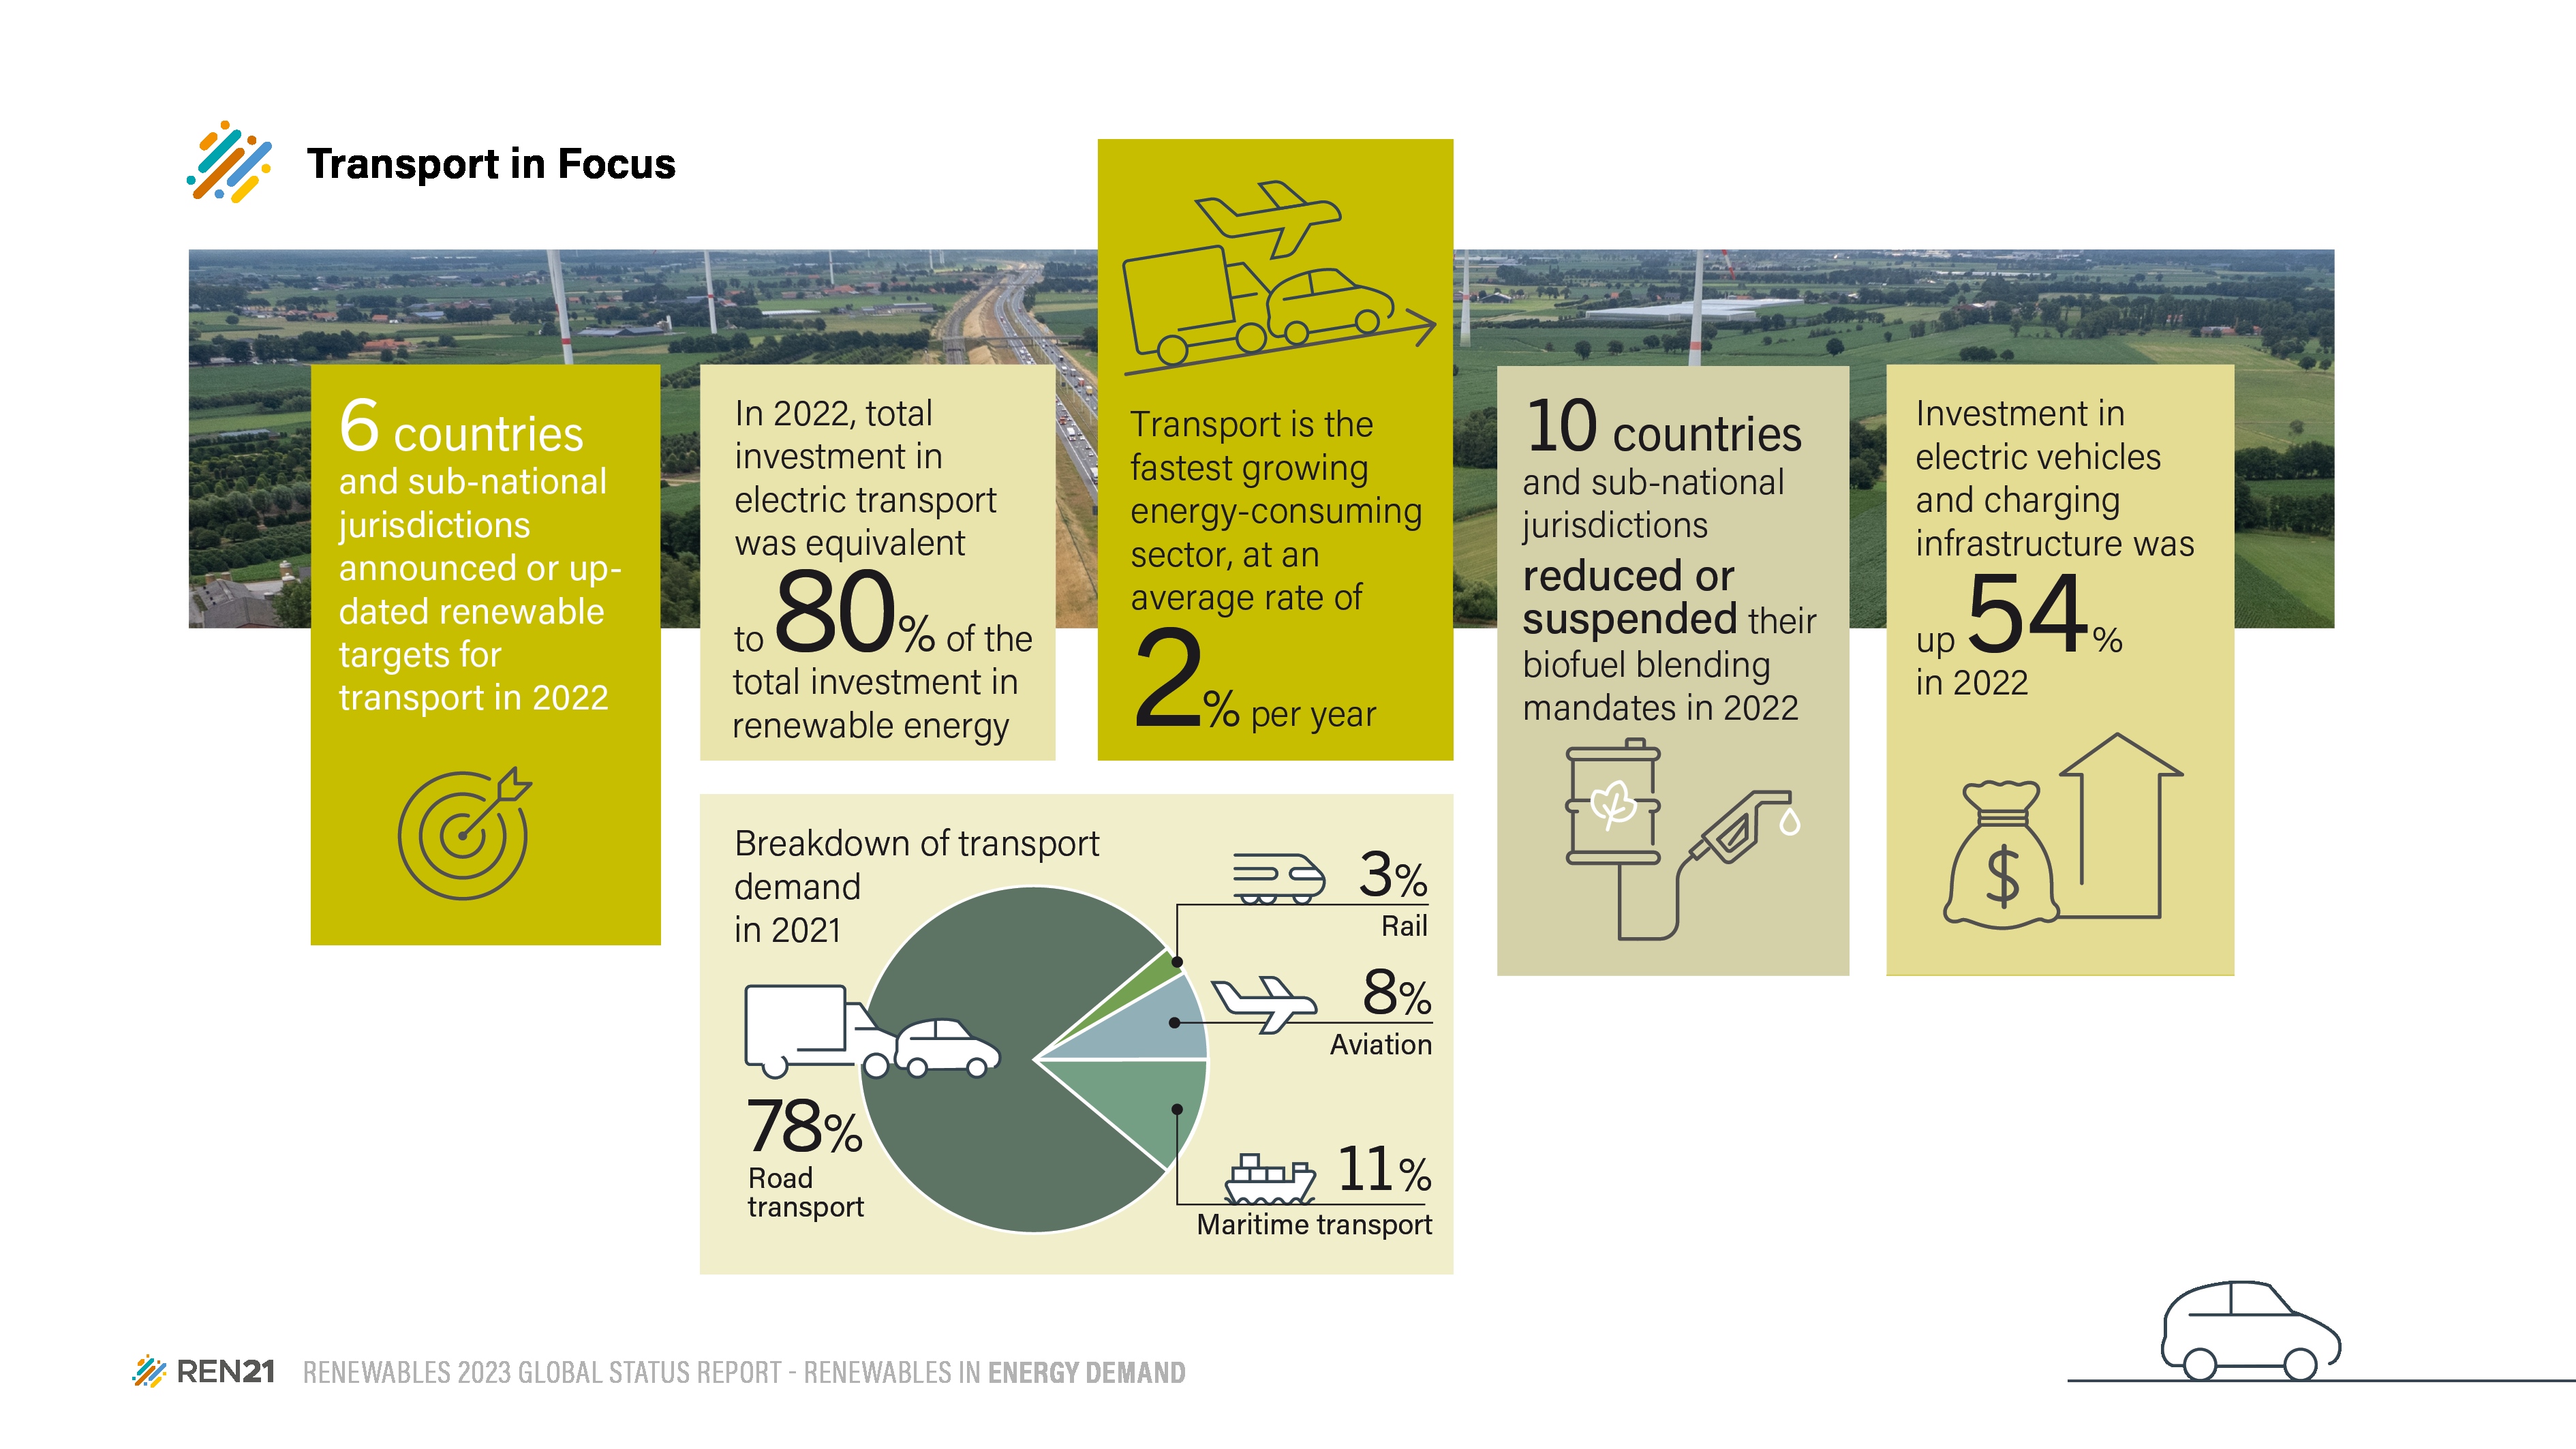 Transport in Focus
6 countries
and sub-national
jurisdictions
announced or up-
dated renewable
targets for
transport in 2022
In 2022, total
investment in
electric transport
was equivalent
to 80% of the
total investment in
renewable energy
Transport is the
fastest growing
energy-consuming
sector, at an
average rate of
2% per year
10 countries
and sub-national
jurisdictions
reduced or
suspended their
biofuel blending
mandates in 2022
Investment in
electric vehicles
and charging
infrastructure was
up 54%
in 2022
$
Breakdown of transport
demand
in 2021
78%
Road
transport
3%
Rail
8%
Aviation
11%
Maritime transport
REN21 RENEWABLES 2023 GLOBAL STATUS REPORT - RENEWABLES IN ENERGY DEMAND